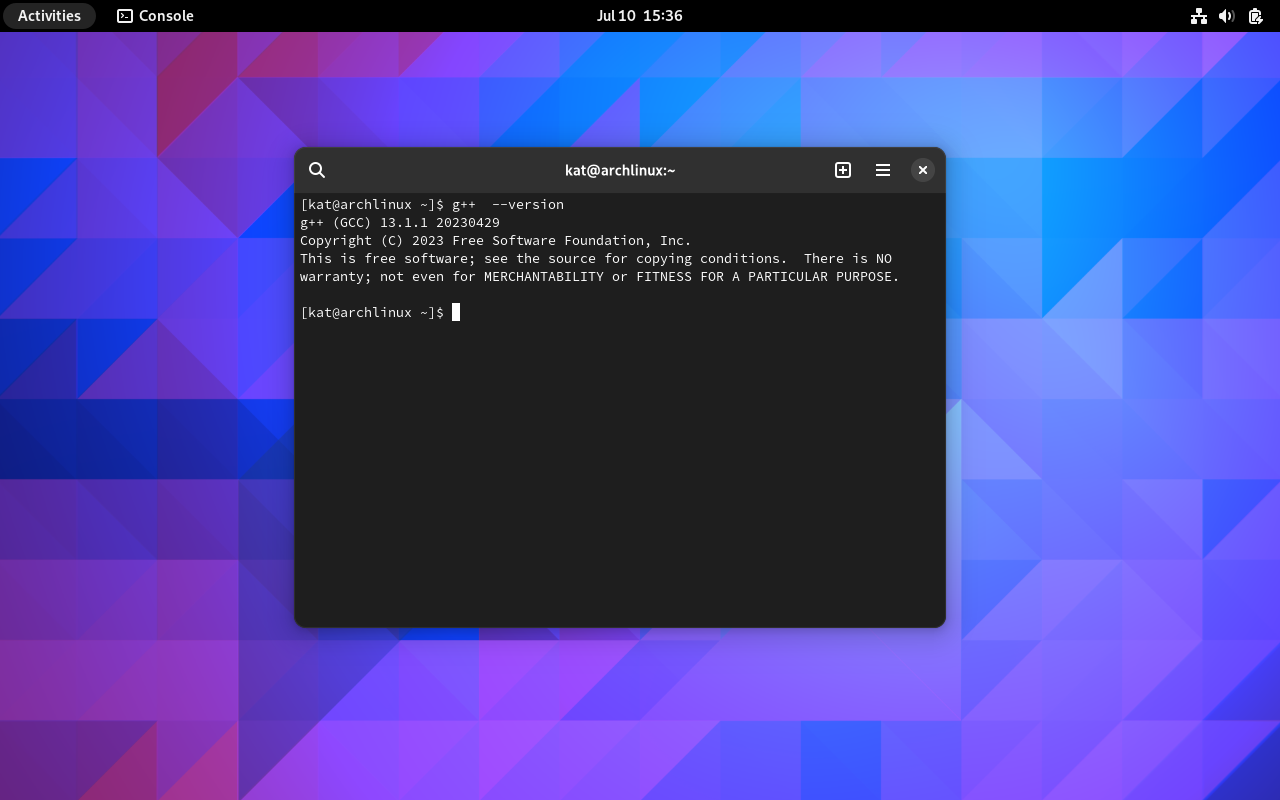 Activities
Console
Jul 10 15:36
kat@archlinux:~
[kat@archlinux ~]$ g++  --version
g++ (GCC) 13.1.1 20230429
Copyright (C) 2023 Free Software Foundation, Inc.
This is free software; see the source for copying conditions.  There is NO
warranty; not even for MERCHANTABILITY or FITNESS FOR A PARTICULAR PURPOSE.
[kat@archlinux ~]$